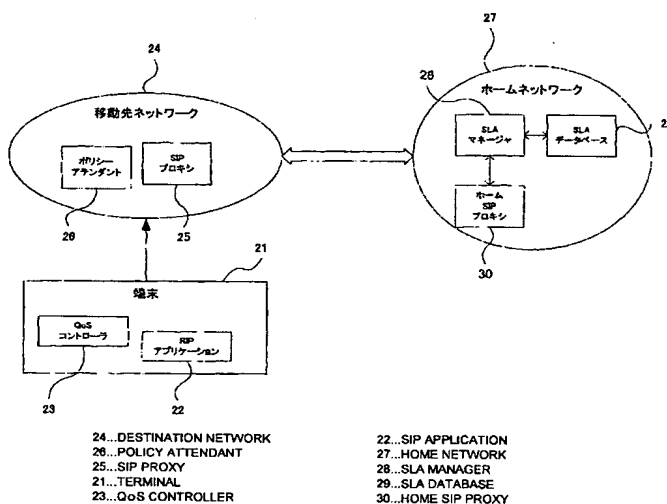 24
27
移動先ネットワーク
ホームネットワーク
28
SLA
マネージャ
SLA
データベース
2
ポリシー
アテンダント
SIP
プロキシ
26
25
ホーム
SIP
プロキシ
30
21
端末
QoS
コントローラ
SIP
アプリケーション
23
22
24...DESTINATION NETWORK
26...POLICY ATTENDANT
25...SIP PROXY
21...TERMINAL
23...QoS CONTROLLER
22...SIP APPLICATION
27...HOME NETWORK
28...SLA MANAGER
29...SLA DATABASE
30...HOME SIP PROXY